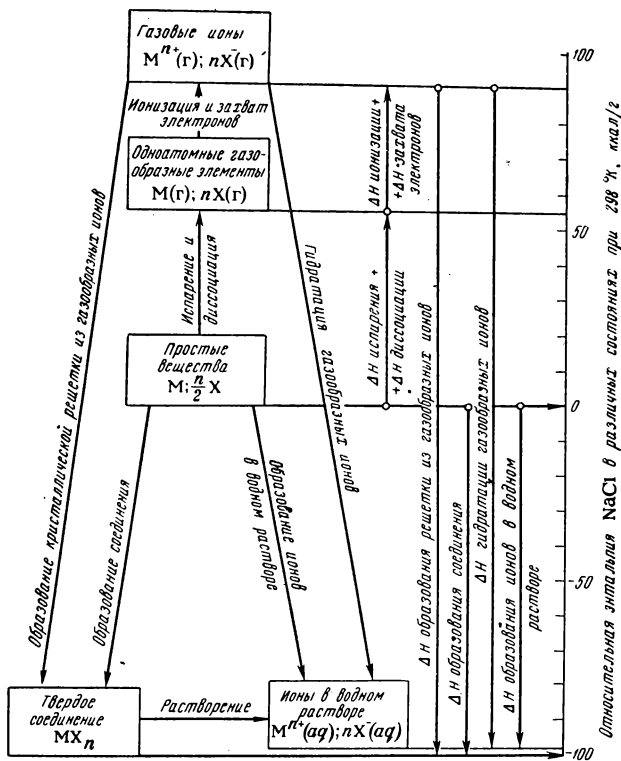 Газовые ионы
Mⁿ⁺(г); nX⁻(г)
Ионизация и захват
электронов
Одноатомные газо-
образные элементы
M(г); nX(г)
Испарение и
диссоциация
Простые
вещества
M; n/2 X
Образование кристаллической решетки из газообразных ионов
Образование соединения
Образование ионов
в водном растворе
Гидратация газообразных ионов
Твердое
соединение
MXₙ
Растворение
Ионы в водном
растворе
Mⁿ⁺(aq); nX⁻(aq)
ΔH ионизации+
+ΔH захвата
электронов
ΔH испарения +
+ΔH диссоциации
ΔH образования решетки из газообразных ионов
ΔH образования соединения
ΔH гидратации газообразных ионов
ΔH образования ионов в водном
растворе
100
50
0
-50
-100
Относительная энтальпия NaCl в различных состояниях при 298 °К, ккал/г